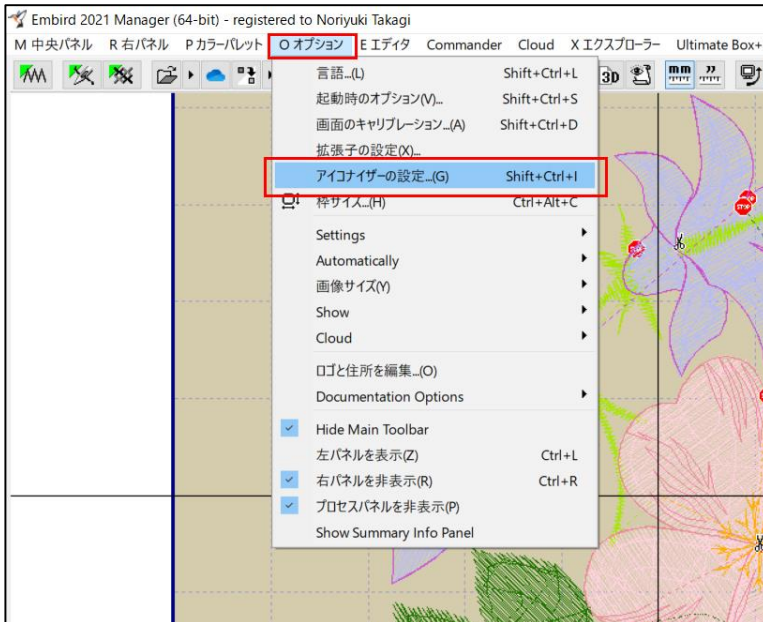 Embird 2021 Manager (64-bit) - registered to Noriyuki Takagi
M 中央パネル R 右パネル P カラーパレット O オプション E エディタ Commander Cloud X エクスプローラー Ultimate Box+
3D mm
言語...(L) Shift+Ctrl+L
起動時のオプション(V)... Shift+Ctrl+S
画面のキャリブレーション...(A) Shift+Ctrl+D
拡張子の設定(X)...
アイコナイザーの設定...(G) Shift+Ctrl+I
枠サイズ...(H) Ctrl+Alt+C
Settings
Automatically
画像サイズ(Y)
Show
Cloud
ロゴと住所を編集...(O)
Documentation Options
Hide Main Toolbar
左パネルを表示(Z) Ctrl+L
右パネルを非表示(R) Ctrl+R
プロセスパネルを非表示(P)
Show Summary Info Panel
STOP